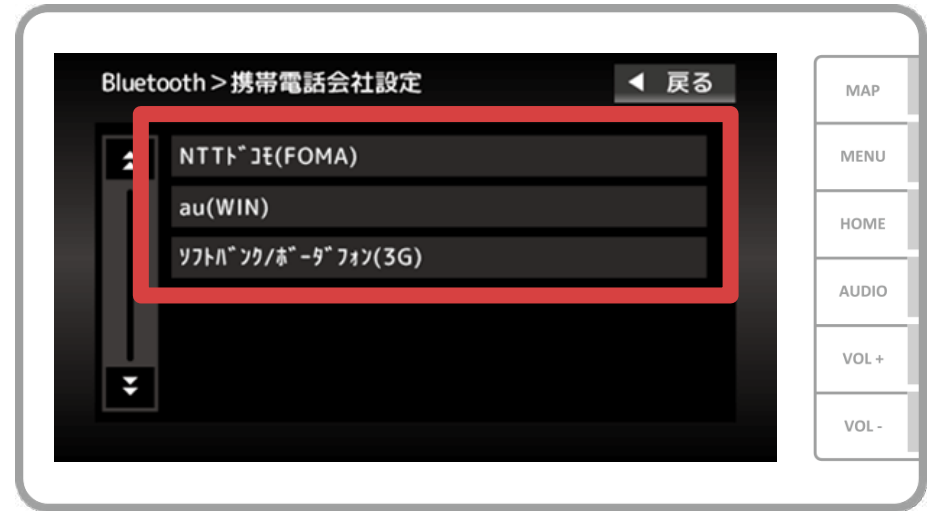 Bluetooth＞携帯電話会社設定
◀ 戻る
NTTﾄﾞｺﾓ(FOMA)
au(WIN)
ｿﾌﾄﾊﾞﾝｸ/ﾎﾞｰﾀﾞﾌｫﾝ(3G)
MAP
MENU
HOME
AUDIO
VOL +
VOL -